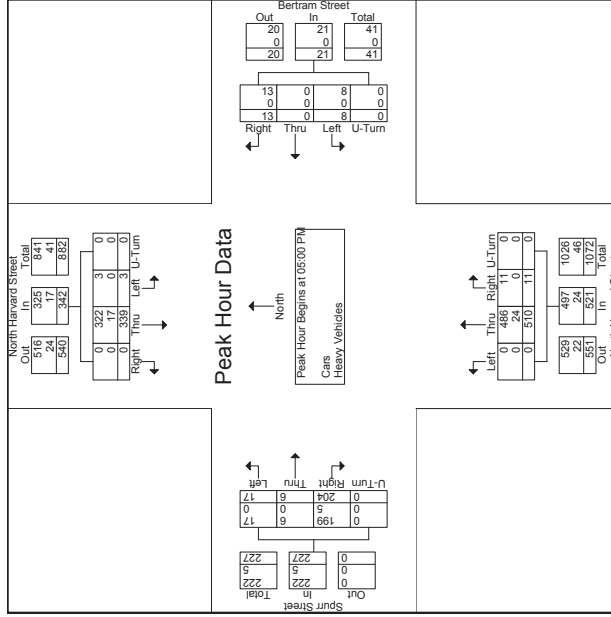 Bertram Street
Out In Total
20 21 41
0 0 0
20 21 41
13 0 8 0
0 0 0 0
13 0 8 0
Right Thru Left U-Turn
North Harvard Street
Out In Total
516 325 841
24 17 41
540 342 882
0 322 3 0
0 17 0 0
0 339 3 0
Right Thru Left U-Turn
Peak Hour Data
North
Peak Hour Begins at 05:00 PM
Cars
Heavy Vehicles
Left Thru Right U-Turn
0 486 11 0
0 24 0 0
0 510 11 0
529 497 1026
22 24 46
551 521 1072
Out In Total
U-Turn Right Thru Left
0 199 6 17
0 5 0 0
0 204 6 17
0 222 222
0 5 5
0 227 227
Out In Total
Spurr Street